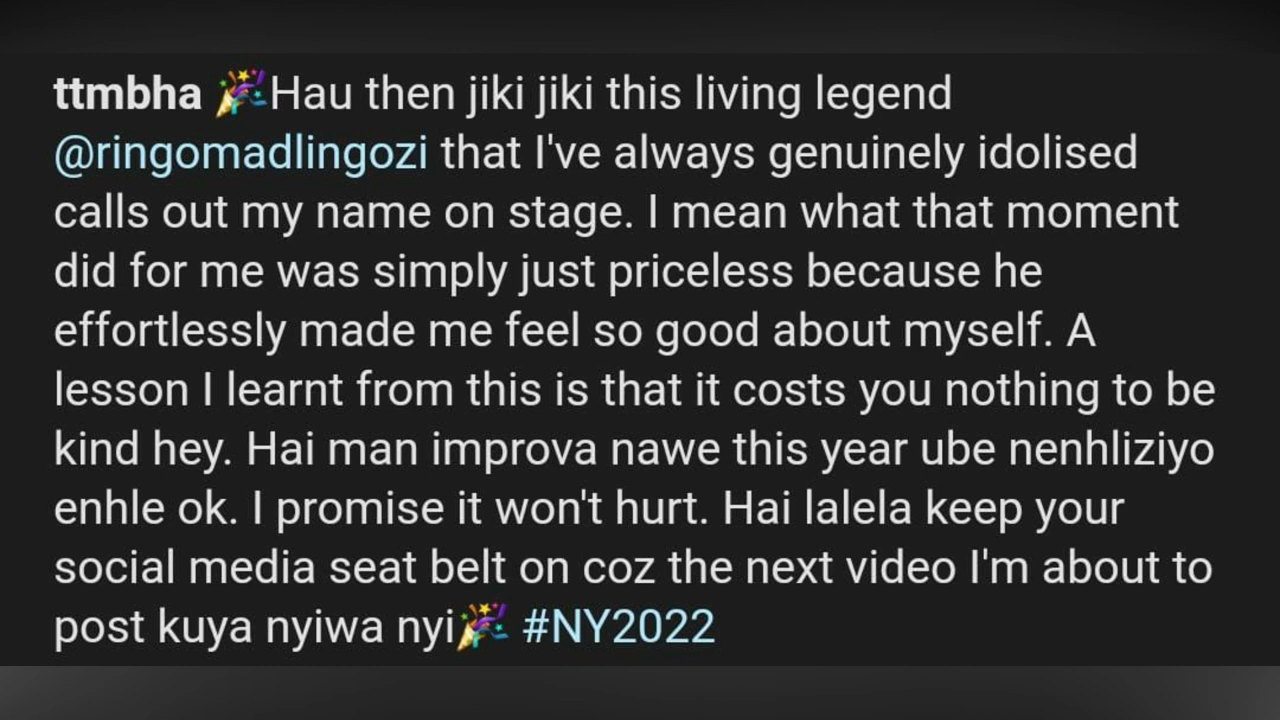 ttmbha 🎉Hau then jiki jiki this living legend
@ringomadlingozi that I've always genuinely idolised
calls out my name on stage. I mean what that moment
did for me was simply just priceless because he
effortlessly made me feel so good about myself. A
lesson I learnt from this is that it costs you nothing to be
kind hey. Hai man improva nawe this year ube nenhliziyo
enhle ok. I promise it won't hurt. Hai lalela keep your
social media seat belt on coz the next video I'm about to
post kuya nyiwa nyi🎉 #NY2022